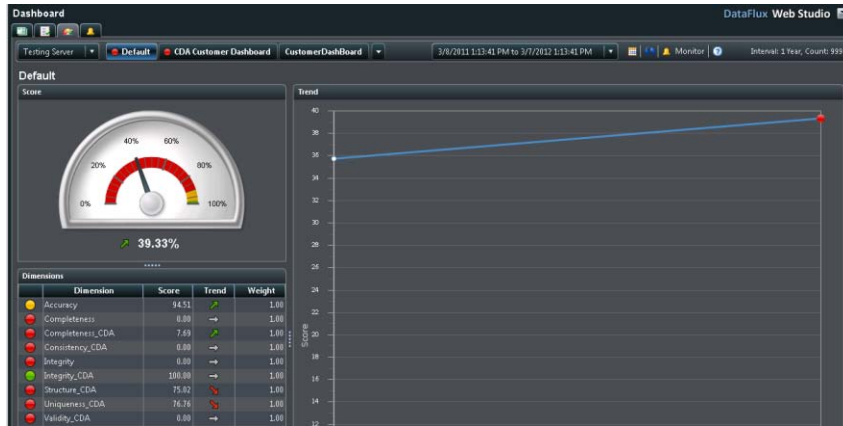 Dashboard
DataFlux Web Studio
Testing Server
Default
CDA Customer Dashboard
CustomerDashBoard
3/8/2011 1:13:41 PM to 3/7/2012 1:13:41 PM
Monitor
Interval: 1 Year, Count: 999
Default
Score
0%
20%
40%
60%
80%
100%
39.33%
Dimensions
Dimension Score Trend Weight
Accuracy 94.51 1.00
Completeness 0.00 1.00
Completeness_CDA 7.69 1.00
Consistency_CDA 0.00 1.00
Integrity 0.00 1.00
Integrity_CDA 100.00 1.00
Structure_CDA 75.02 1.00
Uniqueness_CDA 76.76 1.00
Validity_CDA 0.00 1.00
Trend
Score
40
38
36
34
32
30
28
26
24
22
20
18
16
14
12